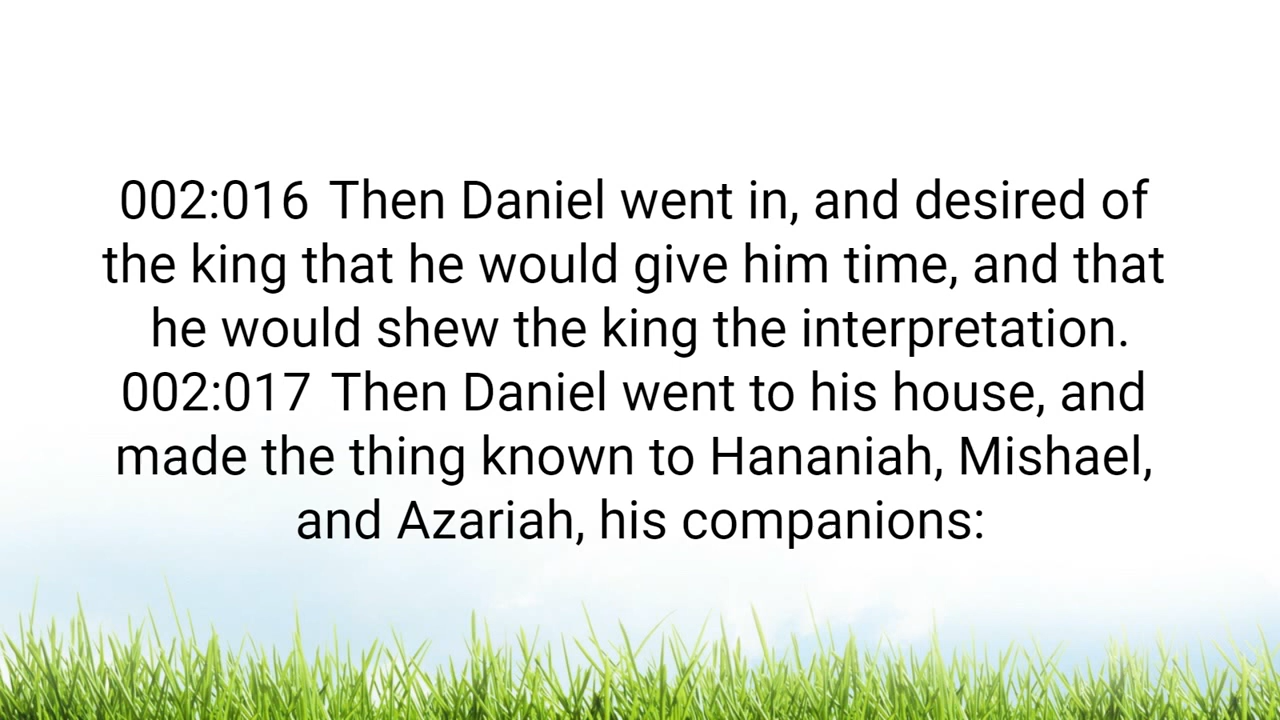 002:016 Then Daniel went in, and desired of
the king that he would give him time, and that
he would shew the king the interpretation.
002:017 Then Daniel went to his house, and
made the thing known to Hananiah, Mishael,
and Azariah, his companions: